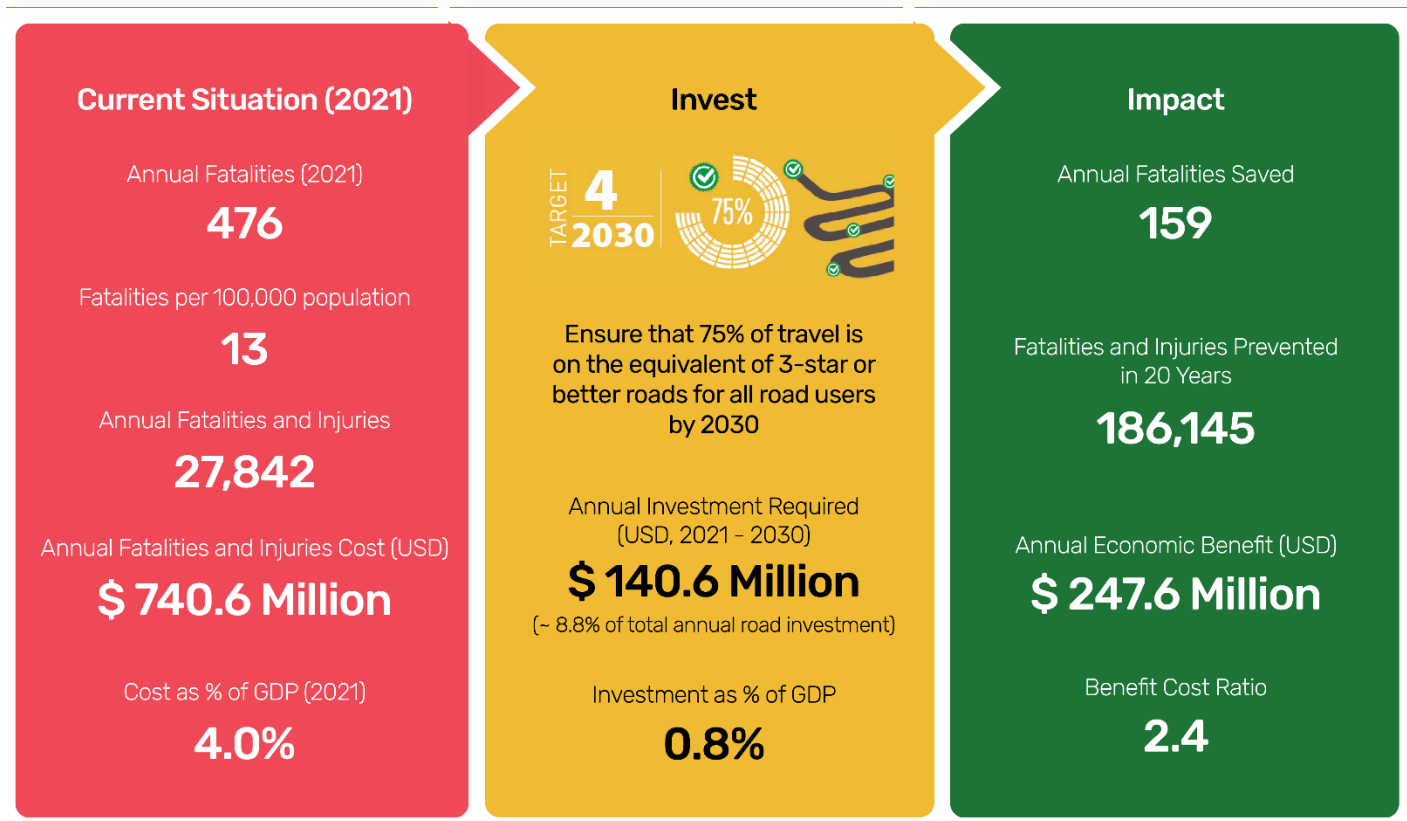 Current Situation (2021)
Annual Fatalities (2021)
476
Fatalities per 100,000 population
13
Annual Fatalities and Injuries
27,842
Annual Fatalities and Injuries Cost (USD)
$ 740.6 Million
Cost as % of GDP (2021)
4.0%
Invest
TARGET
4
2030
75%
Ensure that 75% of travel is
on the equivalent of 3-star or
better roads for all road users
by 2030
Annual Investment Required
(USD, 2021 - 2030)
$ 140.6 Million
(~ 8.8% of total annual road investment)
Investment as % of GDP
0.8%
Impact
Annual Fatalities Saved
159
Fatalities and Injuries Prevented
in 20 Years
186,145
Annual Economic Benefit (USD)
$ 247.6 Million
Benefit Cost Ratio
2.4